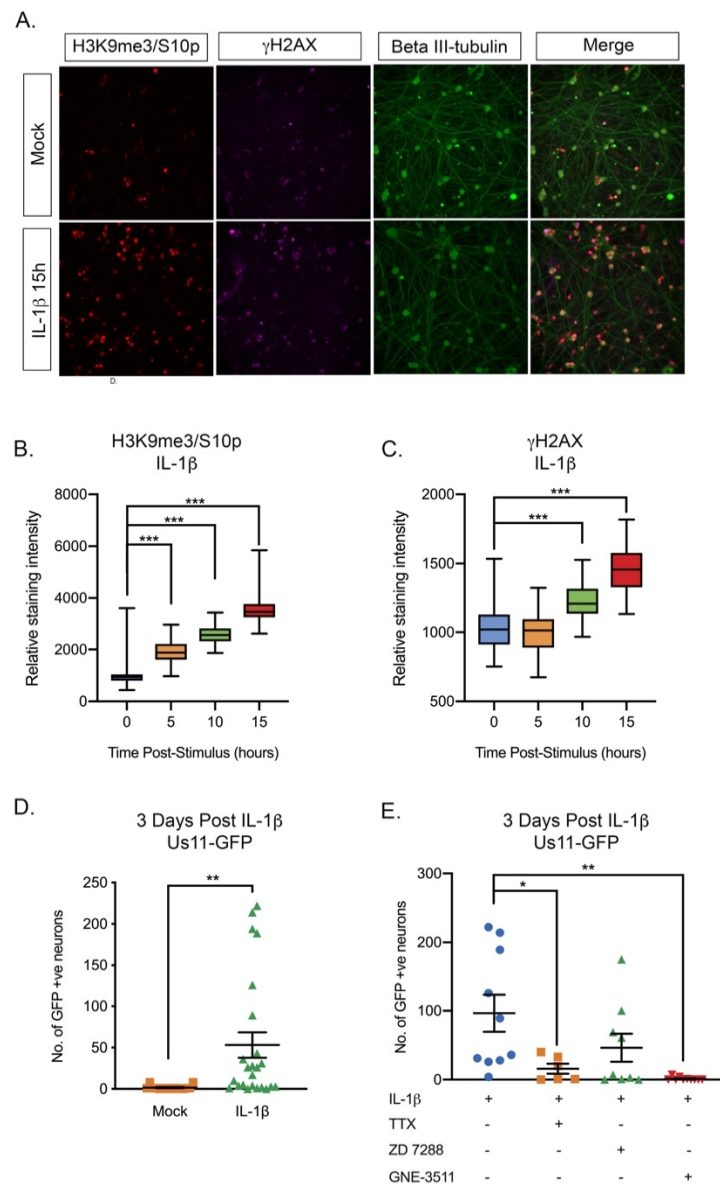 A.
H3K9me3/S10p γH2AX Beta III-tubulin Merge
Mock
IL-1β 15h
D.
B.
H3K9me3/S10p
IL-1β
Relative staining intensity
8000
6000
4000
2000
0
***
***
***
0 5 10 15
Time Post-Stimulus (hours)
C.
γH2AX
IL-1β
Relative staining intensity
2000
1500
1000
500
***
***
0 5 10 15
Time Post-Stimulus (hours)
D.
3 Days Post IL-1β
Us11-GFP
No. of GFP +ve neurons
250
200
150
100
50
0
**
Mock IL-1β
E.
3 Days Post IL-1β
Us11-GFP
No. of GFP +ve neurons
300
200
100
0
**
*
IL-1β + + + +
TTX - + - -
ZD 7288 - - + -
GNE-3511 - - - +